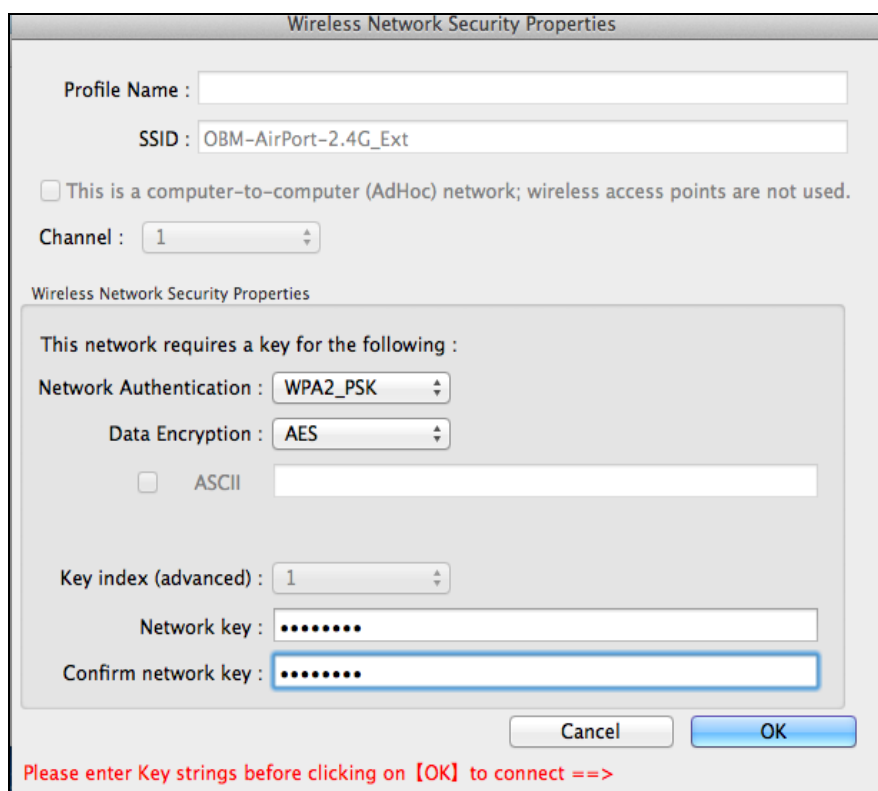 Wireless Network Security Properties
Profile Name :
SSID : OBM-AirPort-2.4G_Ext
This is a computer-to-computer (AdHoc) network; wireless access points are not used.
Channel : 1
Wireless Network Security Properties
This network requires a key for the following :
Network Authentication : WPA2_PSK
Data Encryption : AES
ASCII
Key index (advanced) : 1
Network key : ••••••••
Confirm network key : ••••••••
Cancel OK
Please enter Key strings before clicking on【OK】to connect ==>